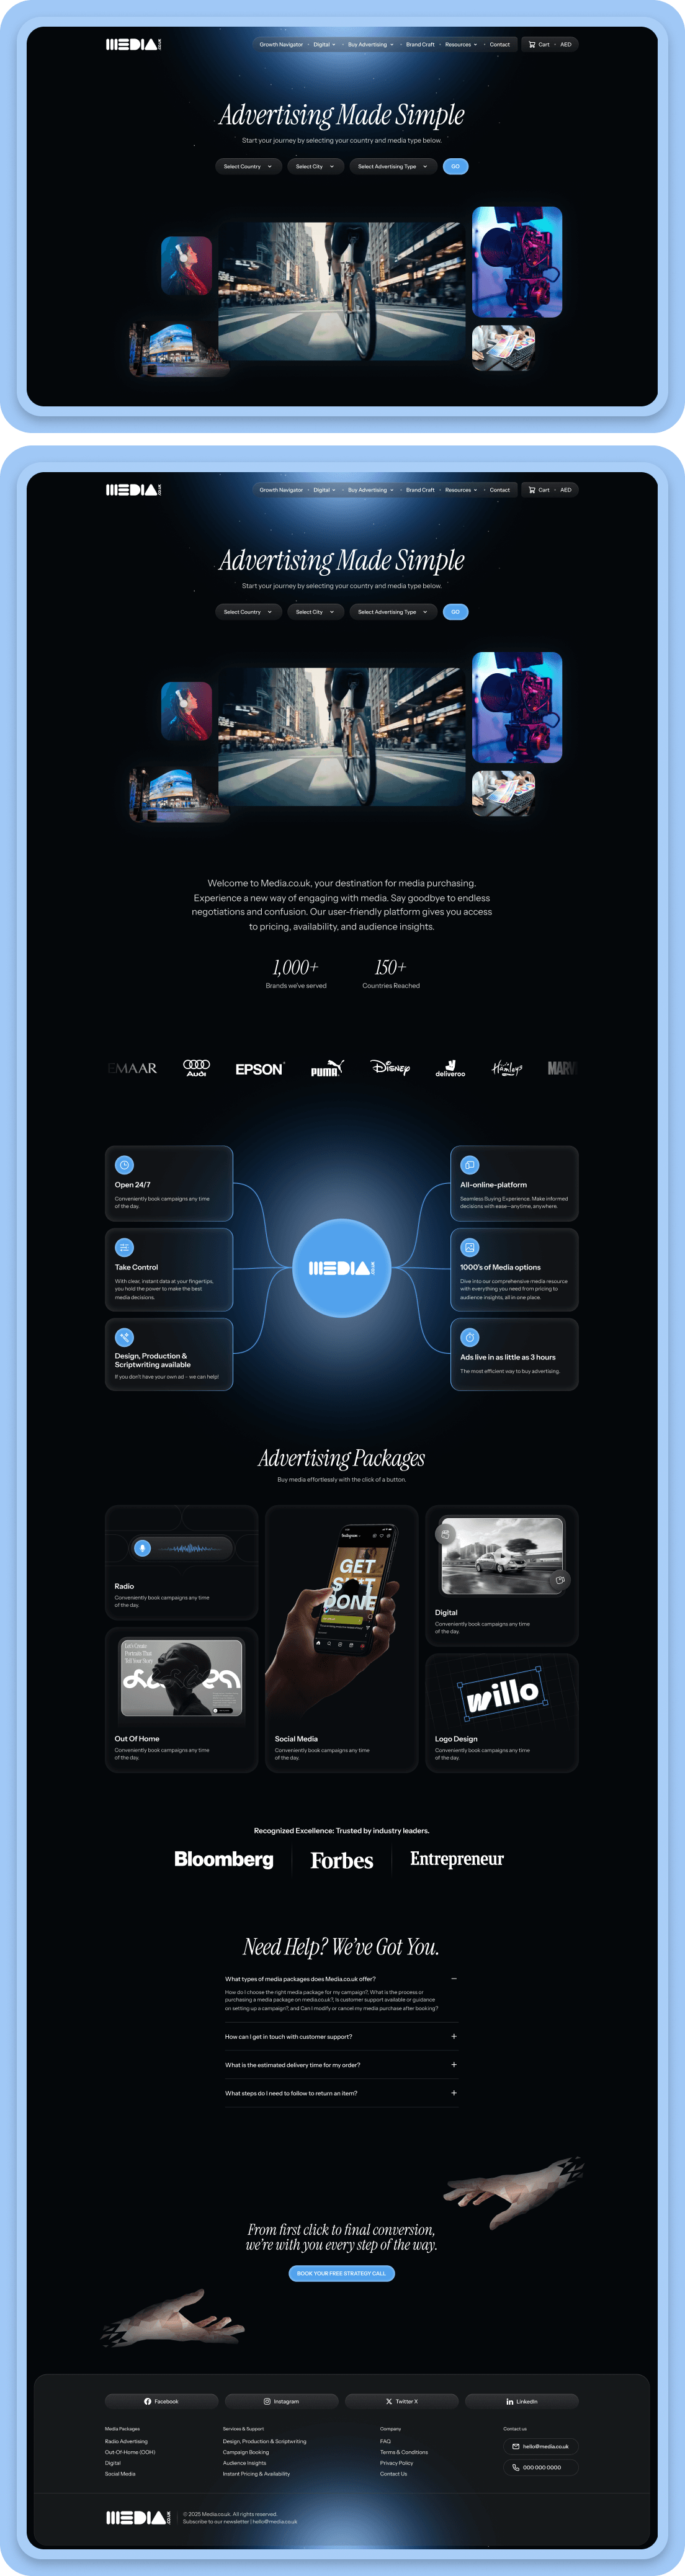 MEDIA.CO.UK
Growth Navigator
Digital
Buy Advertising
Brand Craft
Resources
Contact
Cart
AED
Advertising Made Simple
Start your journey by selecting your country and media type below.
Select Country
Select City
Select Advertising Type
GO
MEDIA.CO.UK
Growth Navigator
Digital
Buy Advertising
Brand Craft
Resources
Contact
Cart
AED
Advertising Made Simple
Start your journey by selecting your country and media type below.
Select Country
Select City
Select Advertising Type
GO
Welcome to Media.co.uk, your destination for media purchasing.
Experience a new way of engaging with media. Say goodbye to endless
negotiations and confusion. Our user-friendly platform gives you access
to pricing, availability, and audience insights.
1,000+
Brands we've served
150+
Countries Reached
EMAAR
Audi
EPSON
PUMA
Disney
deliveroo
Hamleys
MARV
Open 24/7
Conveniently book campaigns any time
of the day.
Take Control
With clear, instant data at your fingertips,
you hold the power to make the best
media decisions.
Design, Production &
Scriptwriting available
If you don't have your own ad – we can help!
MEDIA.CO.UK
All-online-platform
Seamless Buying Experience. Make informed
decisions with ease—anytime, anywhere.
1000's of Media options
Dive into our comprehensive media resource
with everything you need from pricing to
audience insights, all in one place.
Ads live in as little as 3 hours
The most efficient way to buy advertising.
Advertising Packages
Buy media effortlessly with the click of a button.
Radio
Conveniently book campaigns any time
of the day.
Let's Create
Portraits That
Tell Your Story
Out Of Home
Conveniently book campaigns any time
of the day.
Instagram
GET
SH*T
DONE
Social Media
Conveniently book campaigns any time
of the day.
Digital
Conveniently book campaigns any time
of the day.
willo
Logo Design
Conveniently book campaigns any time
of the day.
Recognized Excellence: Trusted by industry leaders.
Bloomberg
Forbes
Entrepreneur
Need Help? We've Got You.
What types of media packages does Media.co.uk offer?
How do I choose the right media package for my campaign?, What is the process or
purchasing a media package on media.co.uk?, Is customer support available or guidance
on setting up a campaign?, and Can I modify or cancel my media purchase after booking?
How can I get in touch with customer support?
What is the estimated delivery time for my order?
What steps do I need to follow to return an item?
From first click to final conversion,
we're with you every step of the way.
BOOK YOUR FREE STRATEGY CALL
Facebook
Instagram
Twitter X
LinkedIn
Media Packages
Radio Advertising
Out-Of-Home (OOH)
Digital
Social Media
Services & Support
Design, Production & Scriptwriting
Campaign Booking
Audience Insights
Instant Pricing & Availability
Company
FAQ
Terms & Conditions
Privacy Policy
Contact Us
Contact us
hello@media.co.uk
000 000 0000
MEDIA.CO.UK
© 2025 Media.co.uk. All rights reserved.
Subscribe to our newsletter | hello@media.co.uk